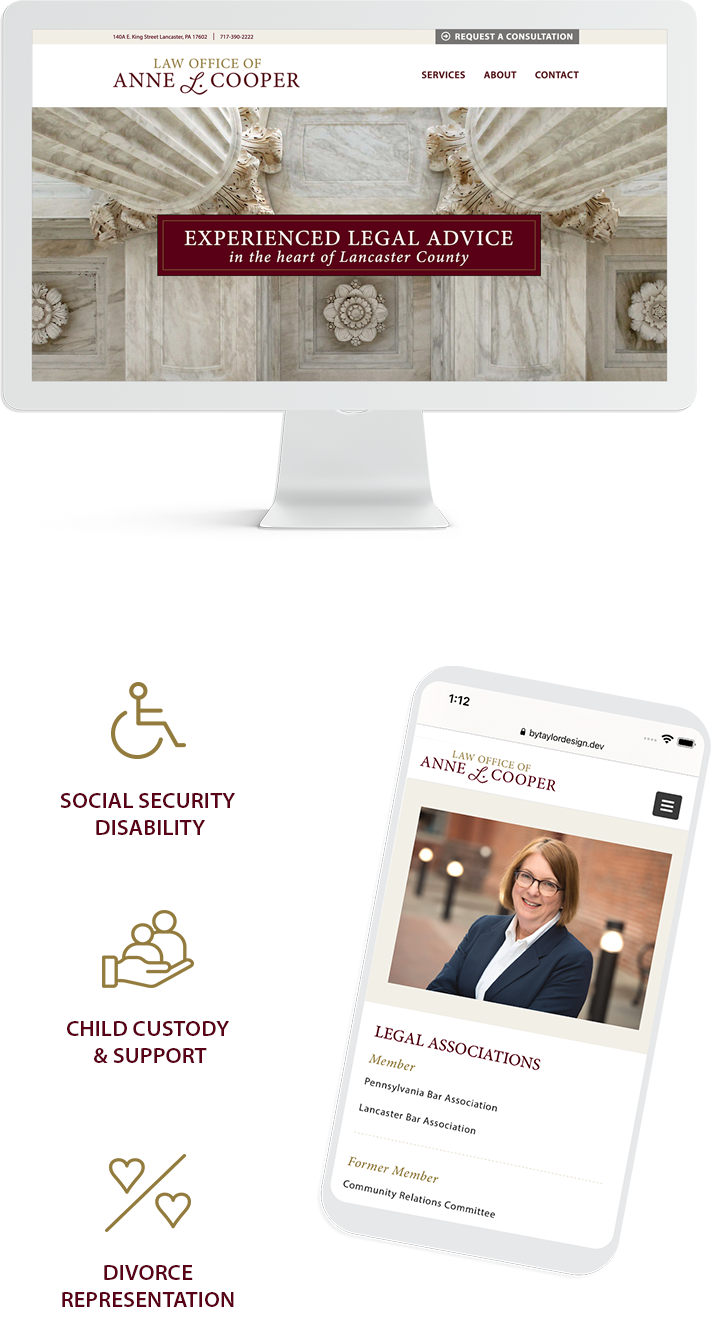 140A E. King Street Lancaster, PA 17602 | 717-390-2222
REQUEST A CONSULTATION
LAW OFFICE OF
ANNE L. COOPER
SERVICES ABOUT CONTACT
EXPERIENCED LEGAL ADVICE
in the heart of Lancaster County
SOCIAL SECURITY
DISABILITY
CHILD CUSTODY
& SUPPORT
DIVORCE
REPRESENTATION
1:12
bytaylordesign.dev
LAW OFFICE OF
ANNE L. COOPER
LEGAL ASSOCIATIONS
Member
Pennsylvania Bar Association
Lancaster Bar Association
Former Member
Community Relations Committee